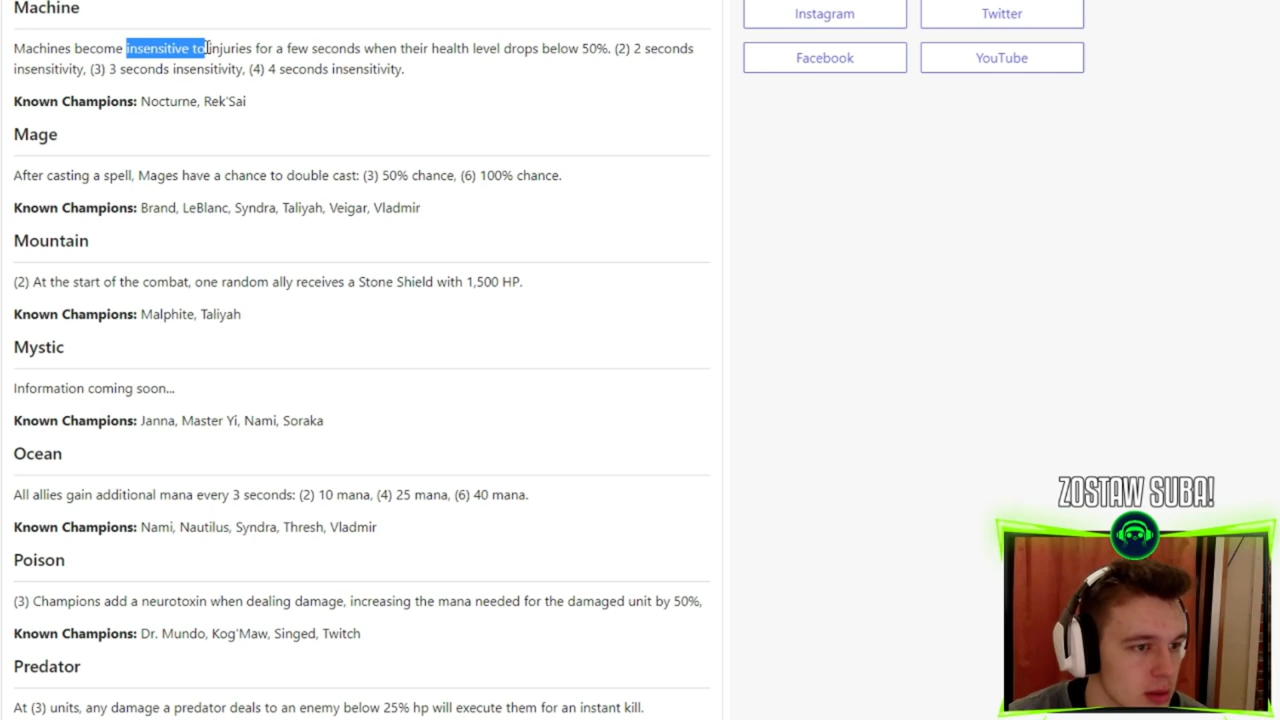 Machine
Instagram
Twitter
Machines become insensitive to injuries for a few seconds when their health level drops below 50%. (2) 2 seconds
insensitivity, (3) 3 seconds insensitivity, (4) 4 seconds insensitivity.
Facebook
YouTube
Known Champions: Nocturne, Rek'Sai
Mage
After casting a spell, Mages have a chance to double cast: (3) 50% chance, (6) 100% chance.
Known Champions: Brand, LeBlanc, Syndra, Taliyah, Veigar, Vladmir
Mountain
(2) At the start of the combat, one random ally receives a Stone Shield with 1,500 HP.
Known Champions: Malphite, Taliyah
Mystic
Information coming soon...
Known Champions: Janna, Master Yi, Nami, Soraka
Ocean
All allies gain additional mana every 3 seconds: (2) 10 mana, (4) 25 mana, (6) 40 mana.
Known Champions: Nami, Nautilus, Syndra, Thresh, Vladmir
ZOSTAW SUBA!
Poison
(3) Champions add a neurotoxin when dealing damage, increasing the mana needed for the damaged unit by 50%,
Known Champions: Dr. Mundo, Kog'Maw, Singed, Twitch
Predator
At (3) units, any damage a predator deals to an enemy below 25% hp will execute them for an instant kill.